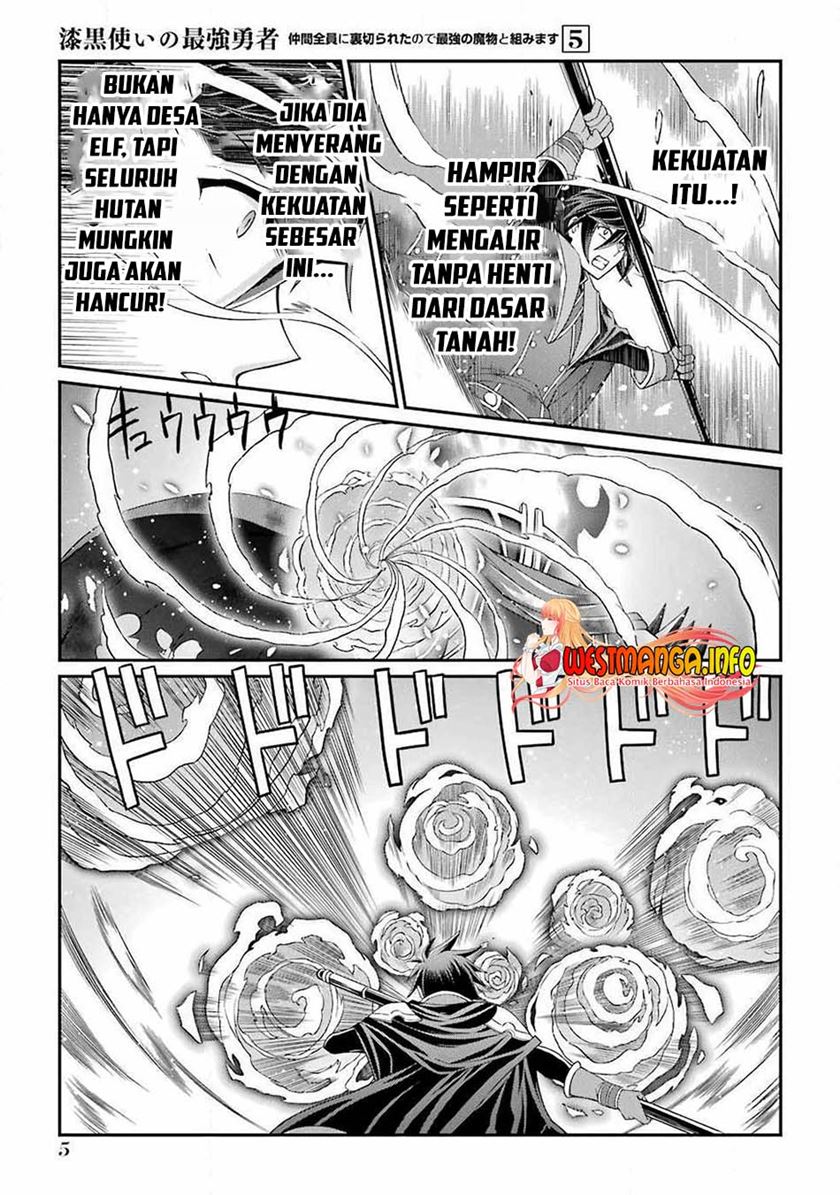 漆黒使いの最強勇者 仲間全員に裏切られたので最強の魔物と組みます 5
KEKUATAN
ITU...!
HAMPIR
SEPERTI
MENGALIR
TANPA HENTI
DARI DASAR
TANAH!
JIKA DIA
MENYERANG
DENGAN
KEKUATAN
SEBESAR
INI...
BUKAN
HANYA DESA
ELF, TAPI
SELURUH
HUTAN
MUNGKIN
JUGA AKAN
HANCUR!
キュウウウウ
WESTMANGA.INFO
Situs Baca Komik Berbahasa Indonesia
ドドドドドド
5